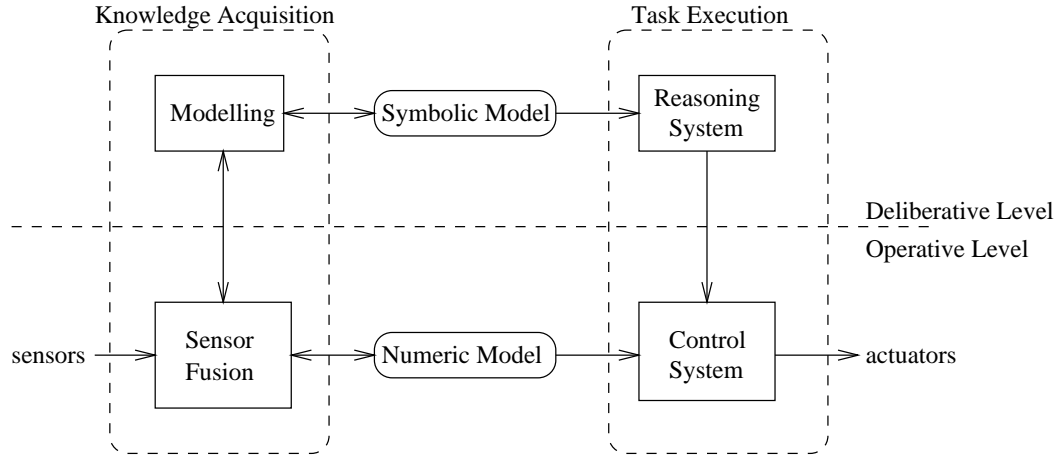 Knowledge Acquisition
Task Execution
Modelling
Symbolic Model
Reasoning
System
Deliberative Level
Operative Level
sensors
Sensor
Fusion
Numeric Model
Control
System
actuators